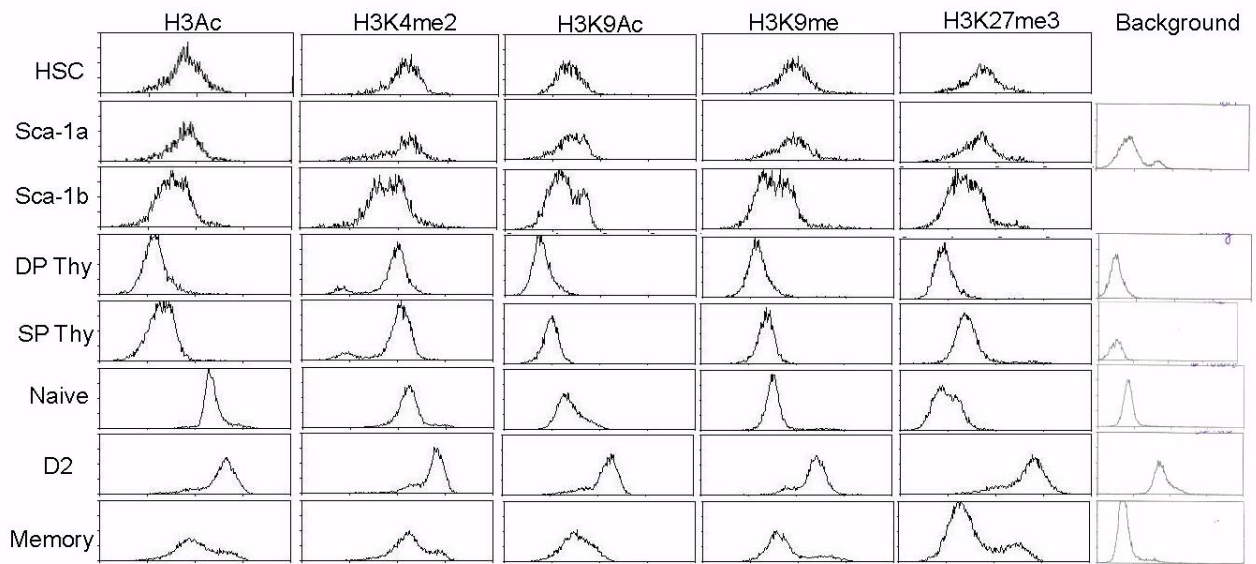 H3Ac H3K4me2 H3K9Ac H3K9me H3K27me3 Background
HSC
Sca-1a
Sca-1b
DP Thy
SP Thy
Naive
D2
Memory